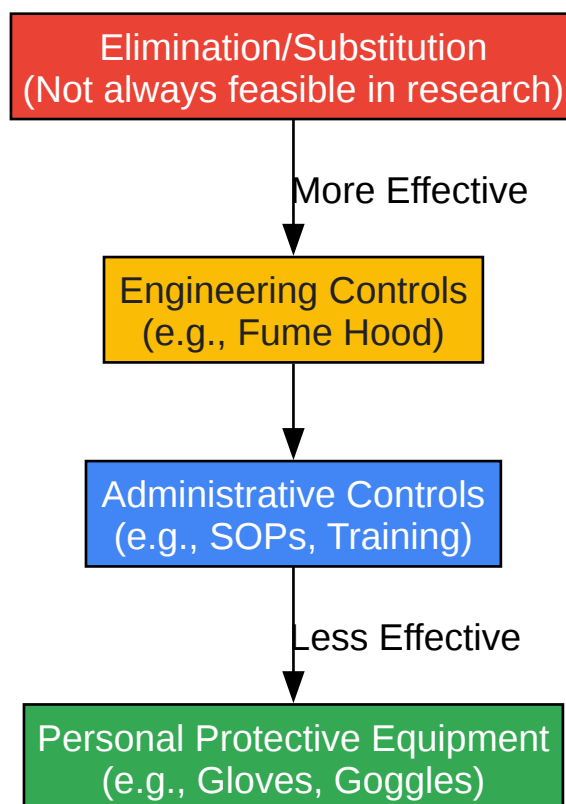 Elimination/Substitution
(Not always feasible in research)
More Effective
Engineering Controls
(e.g., Fume Hood)
Administrative Controls
(e.g., SOPs, Training)
Less Effective
Personal Protective Equipment
(e.g., Gloves, Goggles)